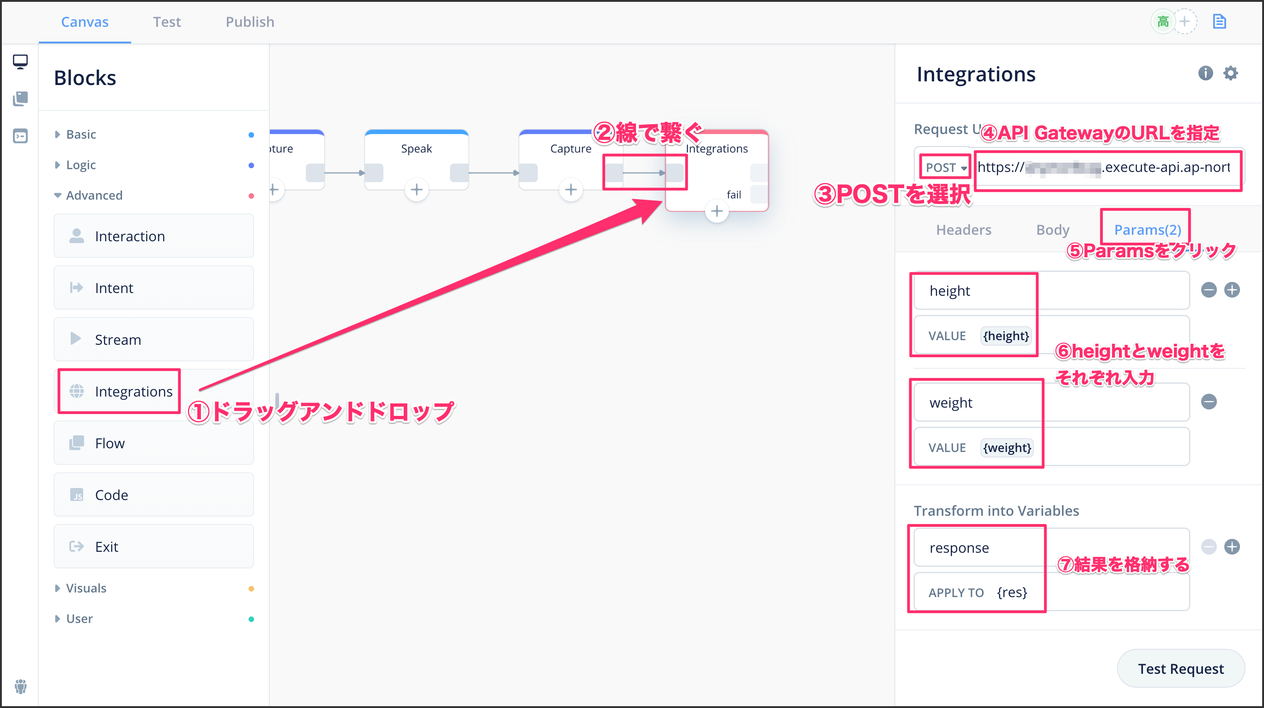 Canvas
Test
Publish
高
Blocks
Basic
Logic
Advanced
Interaction
Intent
Stream
Integrations
Flow
JS
Code
Exit
Visuals
User
①ドラッグアンドドロップ
ture
Speak
Capture
②線で繋ぐ
Integrations
fail
Integrations
Request U
④API GatewayのURLを指定
POST
https://
.execute-api.ap-nort
③POSTを選択
Headers
Body
Params(2)
⑤Paramsをクリック
height
VALUE {height}
⑥heightとweightを
それぞれ入力
weight
VALUE {weight}
Transform into Variables
response
⑦結果を格納する
APPLY TO {res}
Test Request